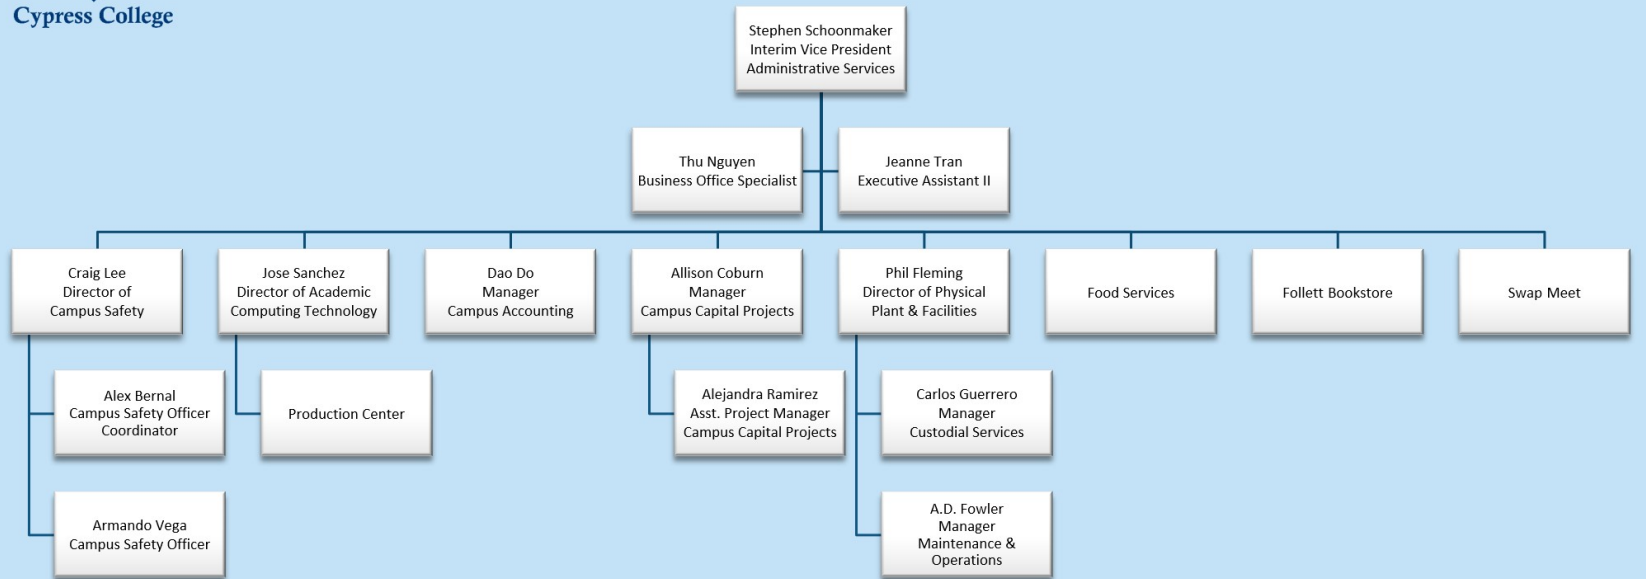 Cypress College
Stephen Schoonmaker
Interim Vice President
Administrative Services
Thu Nguyen
Business Office Specialist
Jeanne Tran
Executive Assistant II
Craig Lee
Director of
Campus Safety
Jose Sanchez
Director of Academic
Computing Technology
Dao Do
Manager
Campus Accounting
Allison Coburn
Manager
Campus Capital Projects
Phil Fleming
Director of Physical
Plant & Facilities
Food Services
Follett Bookstore
Swap Meet
Alex Bernal
Campus Safety Officer
Coordinator
Production Center
Alejandra Ramirez
Asst. Project Manager
Campus Capital Projects
Carlos Guerrero
Manager
Custodial Services
Armando Vega
Campus Safety Officer
A.D. Fowler
Manager
Maintenance &
Operations